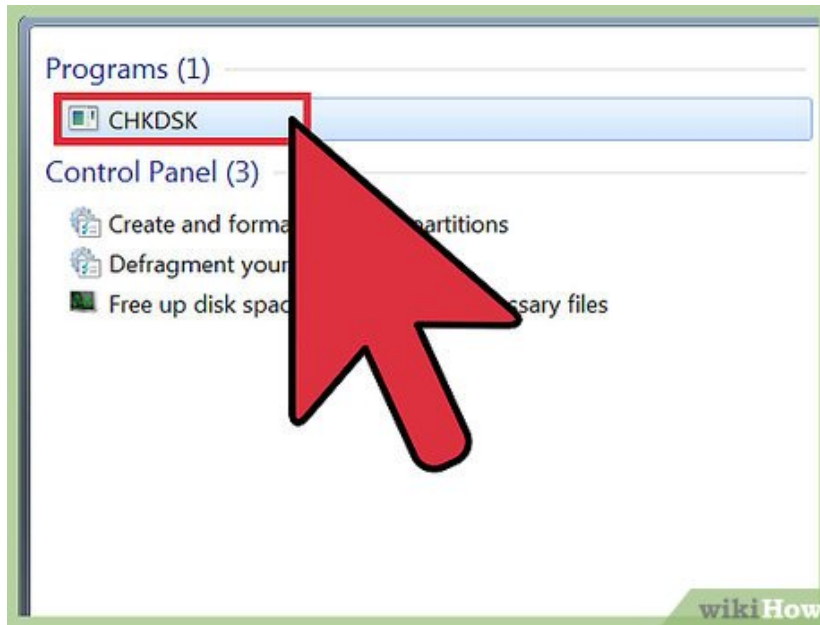 Programs (1)
CHKDSK
Control Panel (3)
Create and forma partitions
Defragment your
Free up disk spac ssary files
wikiHow